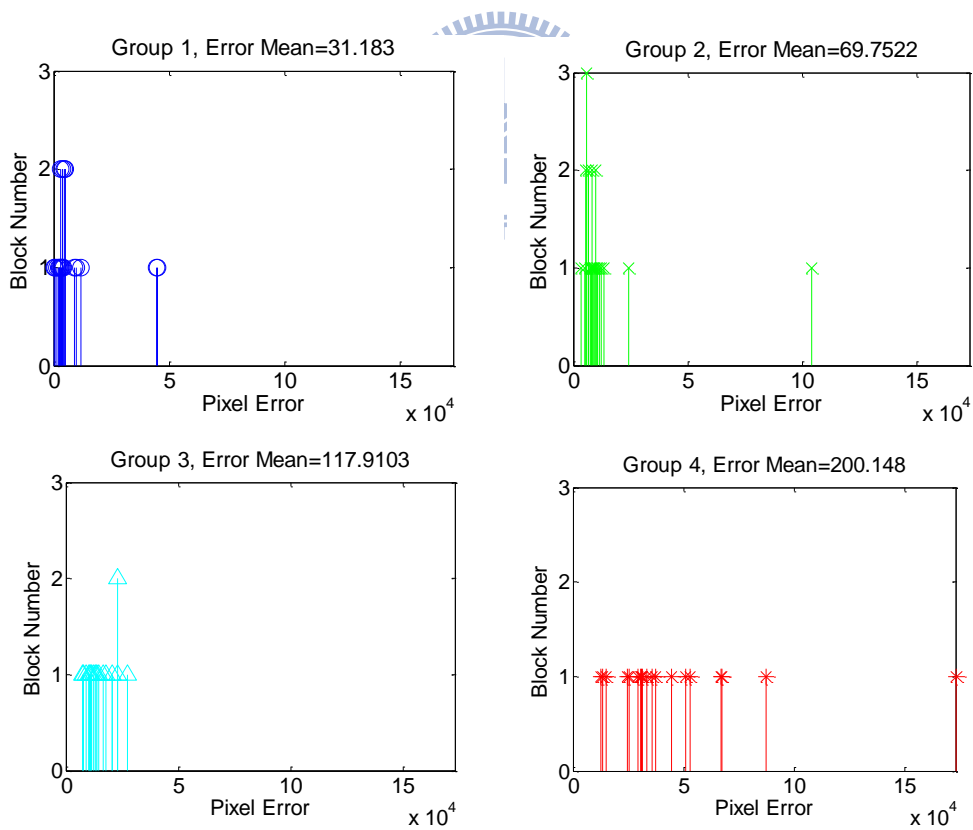 Group 1, Error Mean=31.183
3
2
1
0
Block Number
0 5 10 15
Pixel Error
x 10^4
Group 2, Error Mean=69.7522
3
2
1
0
Block Number
0 5 10 15
Pixel Error
x 10^4
Group 3, Error Mean=117.9103
3
2
1
0
Block Number
0 5 10 15
Pixel Error
x 10^4
Group 4, Error Mean=200.148
3
2
1
0
Block Number
0 5 10 15
Pixel Error
x 10^4